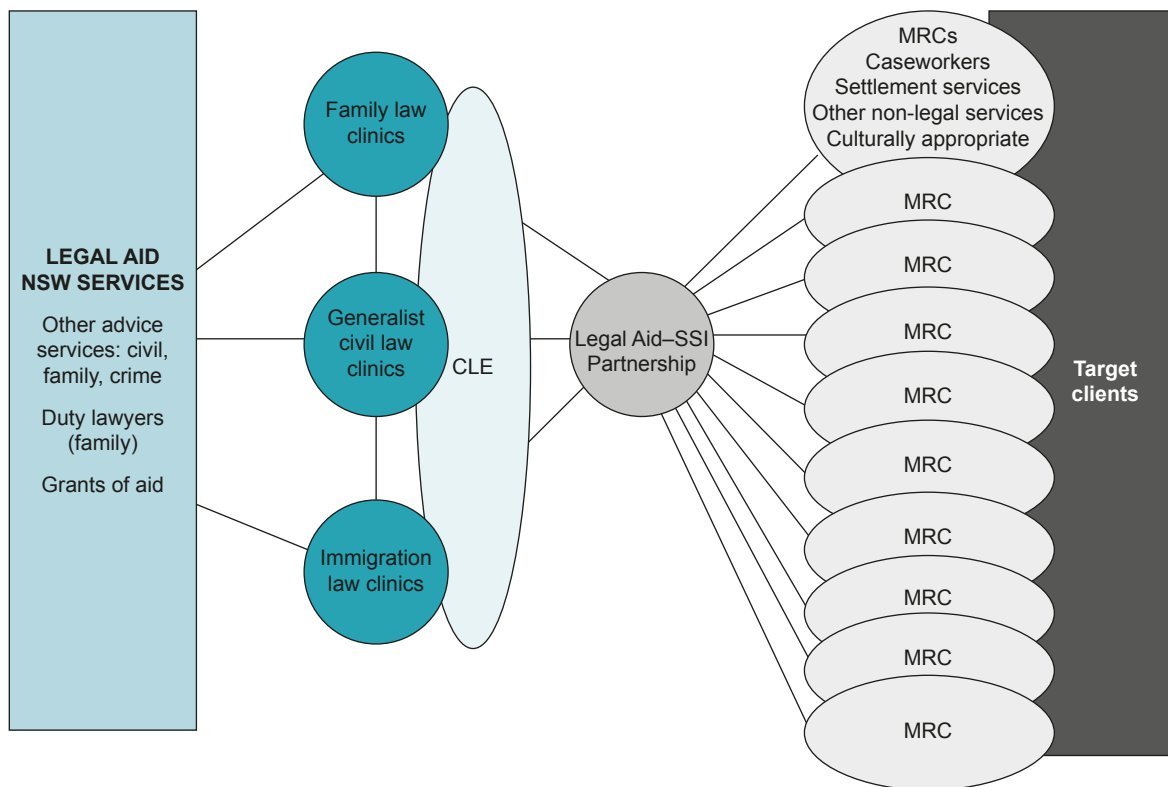 LEGAL AID
NSW SERVICES
Other advice
services: civil,
family, crime
Duty lawyers
(family)
Grants of aid
Family law
clinics
Generalist
civil law
clinics
Immigration
law clinics
CLE
Legal Aid–SSI
Partnership
MRCs
Caseworkers
Settlement services
Other non-legal services
Culturally appropriate
MRC
MRC
MRC
MRC
MRC
MRC
MRC
MRC
MRC
Target
clients